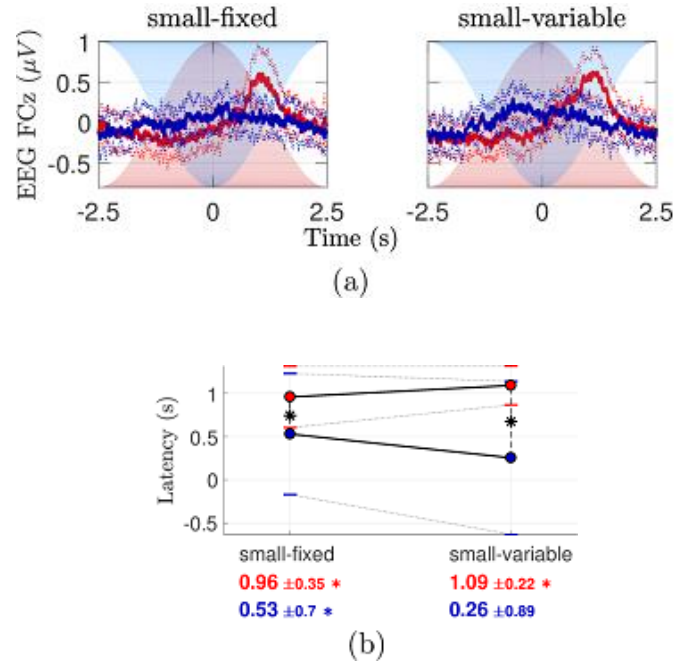 small-fixed small-variable
EEG FCz (μV)
1
0.5
0
-0.5
-2.5 0 2.5 -2.5 0 2.5
Time (s)
(a)
Latency (s)
1
0.5
0
-0.5
small-fixed small-variable
0.96 ±0.35 * 1.09 ±0.22 *
0.53 ±0.7 * 0.26 ±0.89
(b)